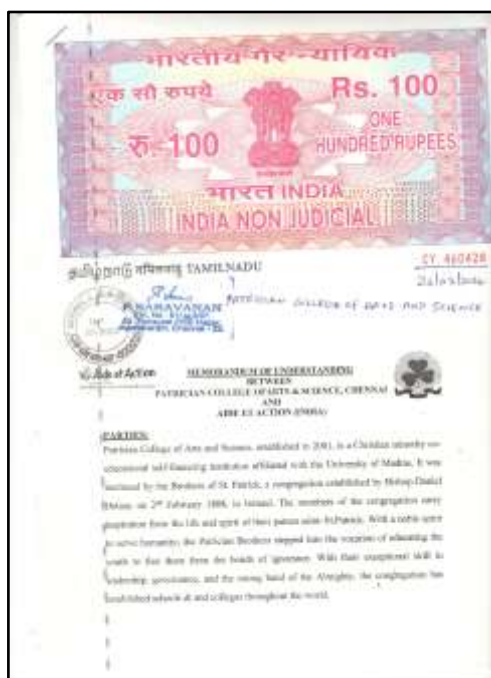 भारतीय गैर न्यायिक
एक सौ रुपये
Rs. 100
रु.100
ONE
HUNDRED RUPEES
भारत INDIA
INDIA NON JUDICIAL
தமிழ்நாடு तमिलनाडु TAMILNADU
CY 460428
PATRICIAN COLLEGE OF ARTS AND SCIENCE
P. SARAVANAN
Aide et Action
MEMORANDUM OF UNDERSTANDING
BETWEEN
PATRICIAN COLLEGE OF ARTS & SCIENCE, CHENNAI
AND
AIDE ET ACTION (INDIA)
PARTIES:
Patrician College of Arts and Science, established in 2001, is a Christian minority co-
educational self-financing institution affiliated with the University of Madras. It was
instituted by the Brothers of St. Patrick, a congregation established by Bishop Daniel
Delany on 2nd February 1808, in Ireland. The members of the congregation carry
inspiration from the life and spirit of their patron saint St.Patrick. With a noble spirit
to serve humanity, the Patrician Brothers stepped into the vocation of educating the
youth to free them from the bonds of ignorance. With their exceptional skill in
leadership, governance, and the strong hand of the Almighty, the congregation has
established schools and colleges throughout the world.